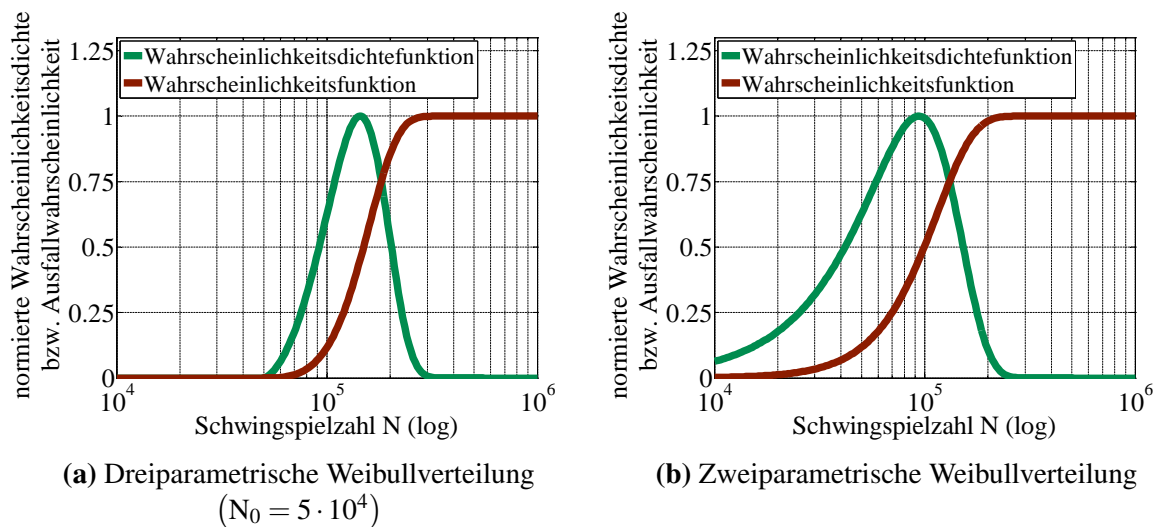 normierte Wahrscheinlichkeitsdichte
bzw. Ausfallwahrscheinlichkeit
1.25
1
0.75
0.5
0.25
0
Wahrscheinlichkeitsdichtefunktion
Wahrscheinlichkeitsfunktion
10^4
10^5
10^6
Schwingspielzahl N (log)
(a) Dreiparametrische Weibullverteilung
(N_0 = 5 · 10^4)
normierte Wahrscheinlichkeitsdichte
bzw. Ausfallwahrscheinlichkeit
1.25
1
0.75
0.5
0.25
0
Wahrscheinlichkeitsdichtefunktion
Wahrscheinlichkeitsfunktion
10^4
10^5
10^6
Schwingspielzahl N (log)
(b) Zweiparametrische Weibullverteilung